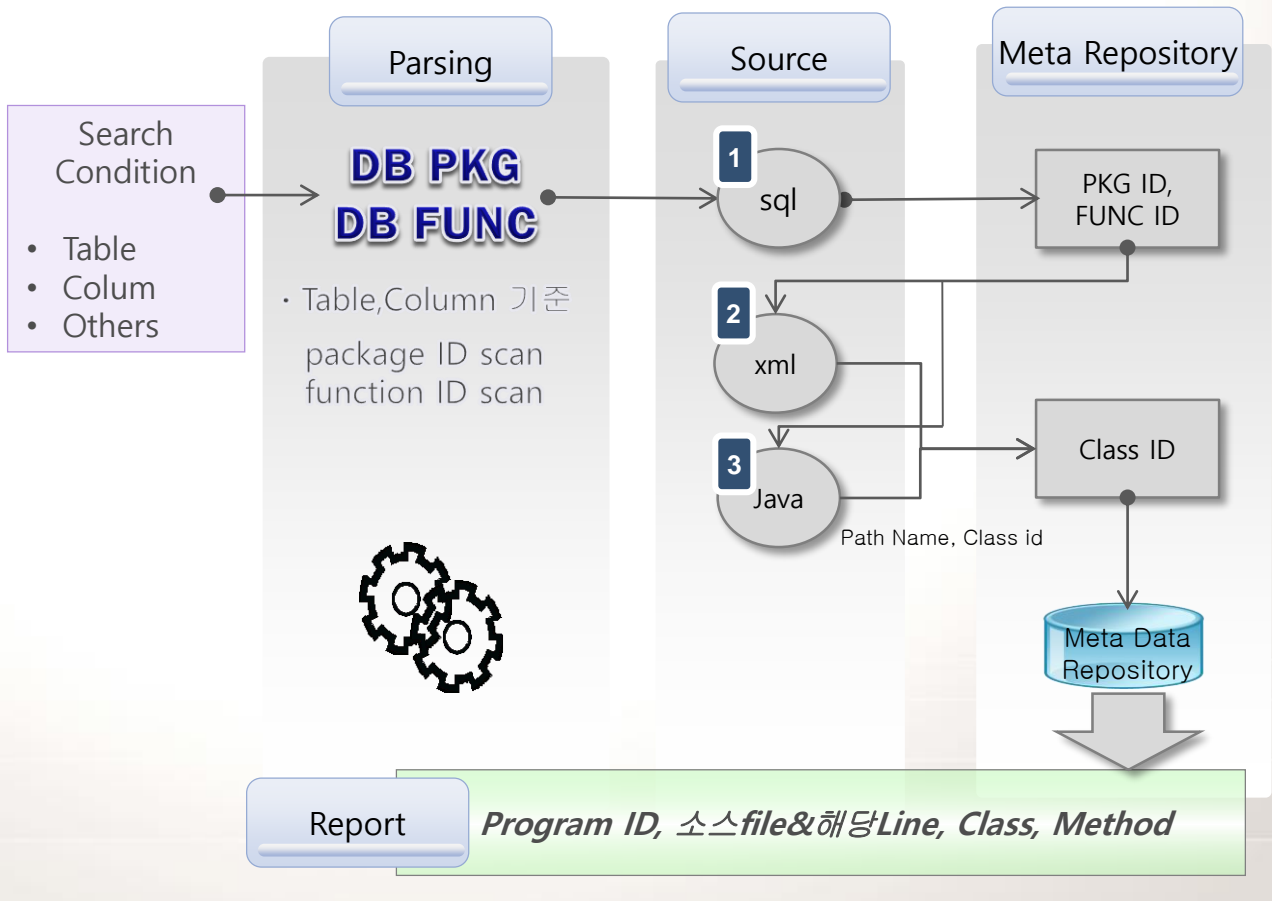 Parsing
Source
Meta Repository
Search
Condition
• Table
• Colum
• Others
DB PKG
DB FUNC
· Table,Column 기준
package ID scan
function ID scan
1
sql
PKG ID,
FUNC ID
2
xml
3
Java
Class ID
Path Name, Class id
Meta Data
Repository
Report
Program ID, 소스file&해당Line, Class, Method